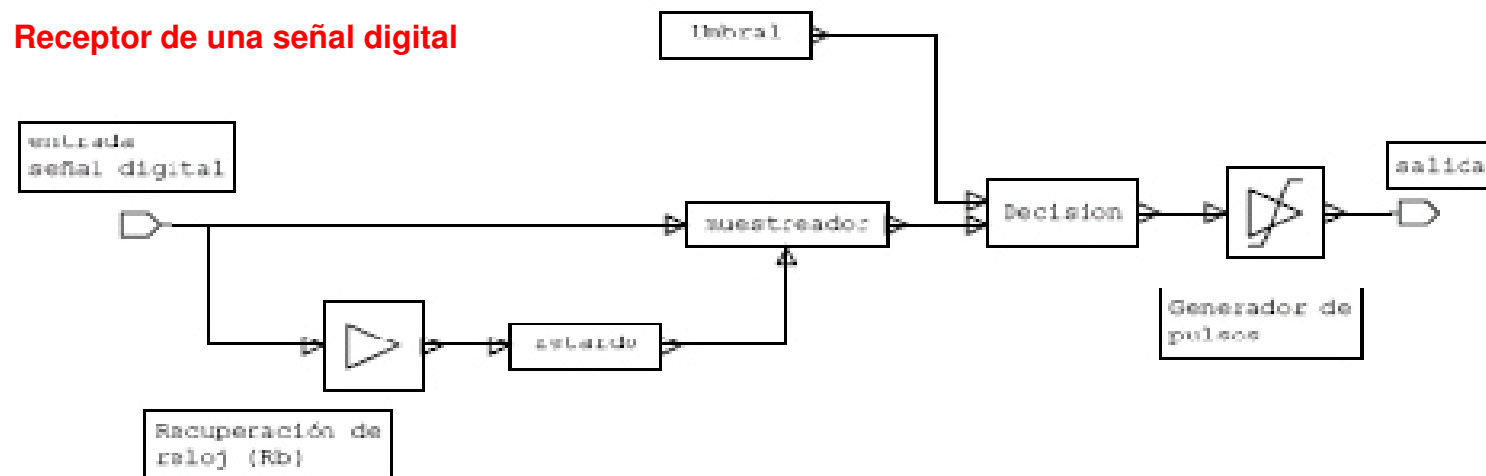 Receptor de una señal digital
Umbral
entrada
señal digital
muestreador
Decision
salica
retardo
Generador de
pulsos
Recuperación de
reloj (Rb)